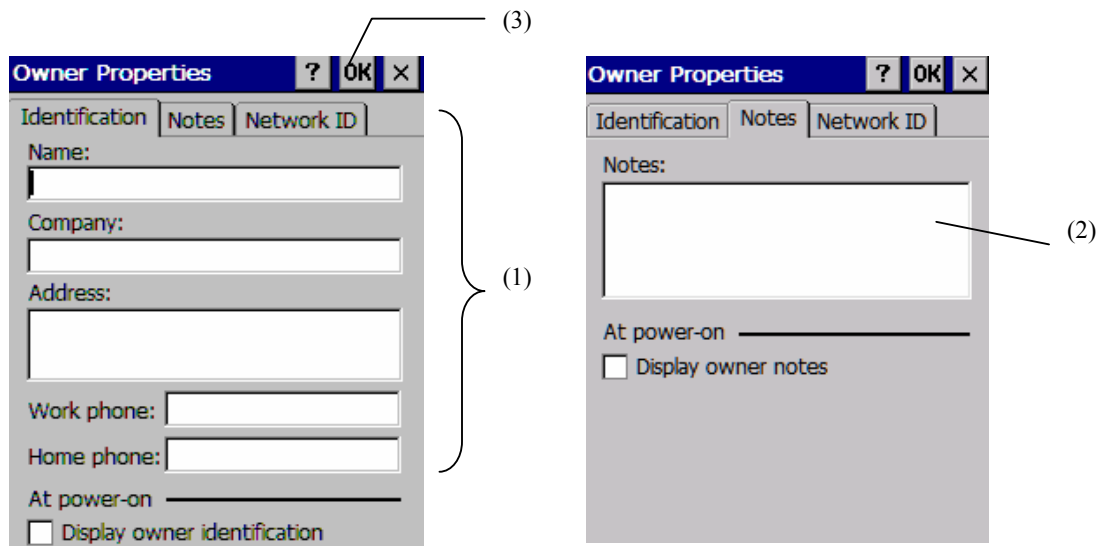 (3)
Owner Properties ? OK ×
Identification Notes Network ID
Name:
Company:
Address:
Work phone:
Home phone:
At power-on
Display owner identification
(1)
Owner Properties ? OK ×
Identification Notes Network ID
Notes:
At power-on
Display owner notes
(2)